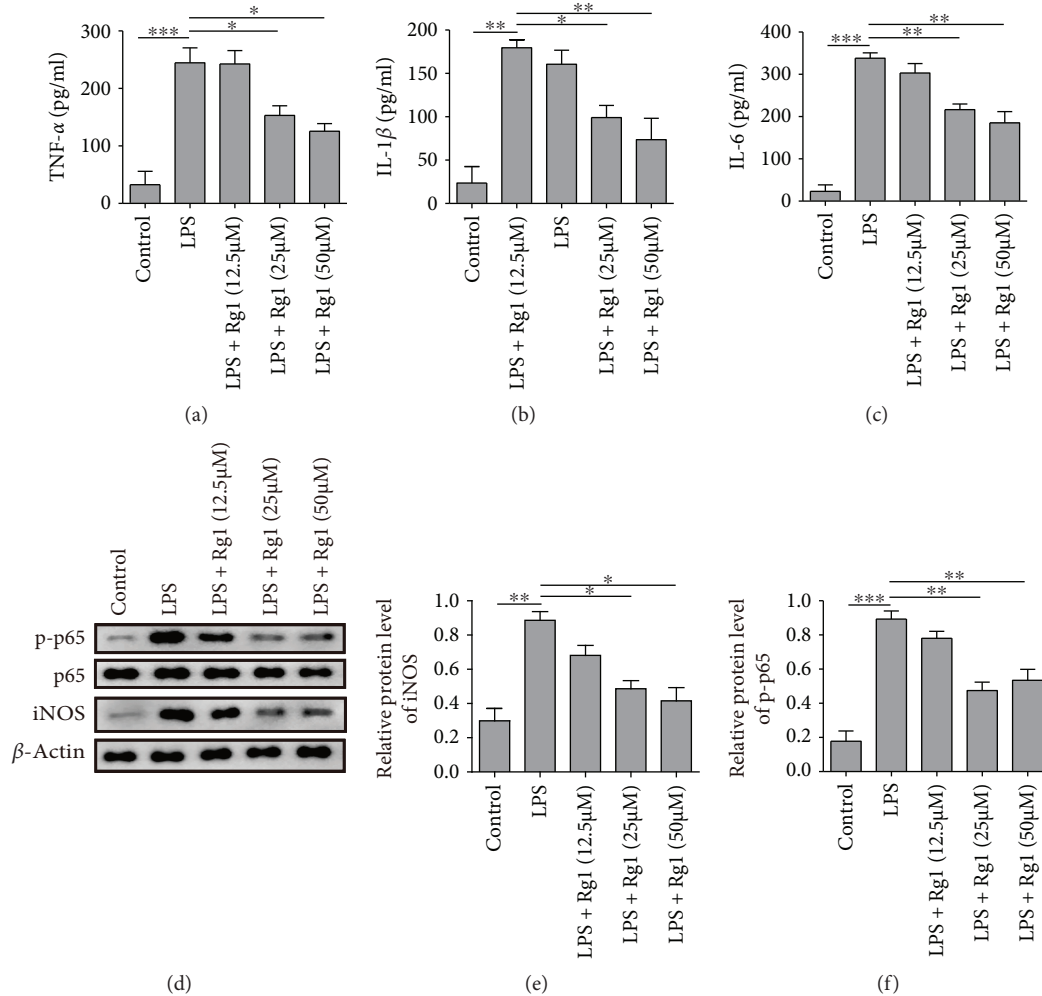 ***
*
*
300
200
100
0
TNF-α (pg/ml)
Control
LPS
LPS + Rg1 (12.5μM)
LPS + Rg1 (25μM)
LPS + Rg1 (50μM)
(a)
**
*
**
200
150
100
50
0
IL-1β (pg/ml)
Control
LPS + Rg1 (12.5μM)
LPS
LPS + Rg1 (25μM)
LPS + Rg1 (50μM)
(b)
***
**
**
400
300
200
100
0
IL-6 (pg/ml)
Control
LPS
LPS + Rg1 (12.5μM)
LPS + Rg1 (25μM)
LPS + Rg1 (50μM)
(c)
Control
LPS
LPS + Rg1 (12.5μM)
LPS + Rg1 (25μM)
LPS + Rg1 (50μM)
p-p65
p65
iNOS
β-Actin
(d)
**
*
*
1.0
0.8
0.6
0.4
0.2
0.0
Relative protein level
of iNOS
Control
LPS
LPS + Rg1 (12.5μM)
LPS + Rg1 (25μM)
LPS + Rg1 (50μM)
(e)
***
**
**
1.0
0.8
0.6
0.4
0.2
0.0
Relative protein level
of p-p65
Control
LPS
LPS + Rg1 (12.5μM)
LPS + Rg1 (25μM)
LPS + Rg1 (50μM)
(f)